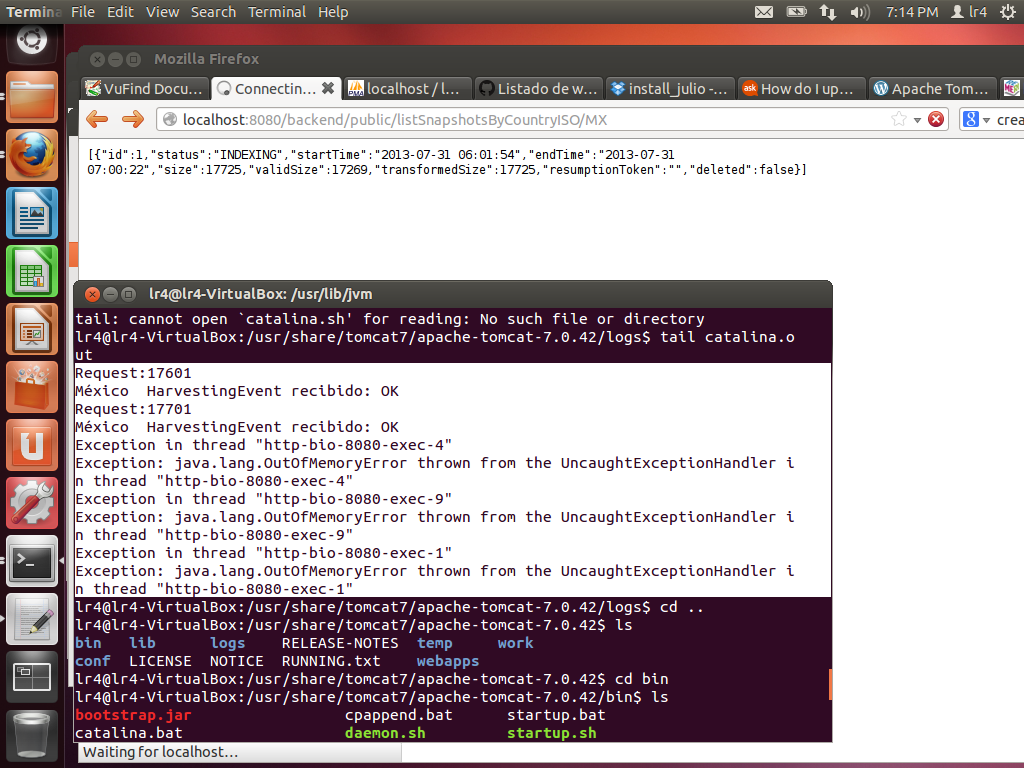 Termina File Edit View Search Terminal Help 7:14 PM lr4
Mozilla Firefox
VuFind Docu... Connectin... localhost / l... Listado de w... install_julio -... How do I up... Apache Tom...
localhost:8080/backend/public/listSnapshotsByCountryISO/MX crea
[{"id":1,"status":"INDEXING","startTime":"2013-07-31 06:01:54","endTime":"2013-07-31
07:00:22","size":17725,"validSize":17269,"transformedSize":17725,"resumptionToken":"","deleted":false}]
lr4@lr4-VirtualBox: /usr/lib/jvm
tail: cannot open `catalina.sh' for reading: No such file or directory
lr4@lr4-VirtualBox:/usr/share/tomcat7/apache-tomcat-7.0.42/logs$ tail catalina.o
ut
Request:17601
México  HarvestingEvent recibido: OK
Request:17701
México  HarvestingEvent recibido: OK
Exception in thread "http-bio-8080-exec-4"
Exception: java.lang.OutOfMemoryError thrown from the UncaughtExceptionHandler i
n thread "http-bio-8080-exec-4"
Exception in thread "http-bio-8080-exec-9"
Exception: java.lang.OutOfMemoryError thrown from the UncaughtExceptionHandler i
n thread "http-bio-8080-exec-9"
Exception in thread "http-bio-8080-exec-1"
Exception: java.lang.OutOfMemoryError thrown from the UncaughtExceptionHandler i
n thread "http-bio-8080-exec-1"
lr4@lr4-VirtualBox:/usr/share/tomcat7/apache-tomcat-7.0.42/logs$ cd ..
lr4@lr4-VirtualBox:/usr/share/tomcat7/apache-tomcat-7.0.42$ ls
bin   lib      logs    RELEASE-NOTES  temp     work
conf  LICENSE  NOTICE  RUNNING.txt    webapps
lr4@lr4-VirtualBox:/usr/share/tomcat7/apache-tomcat-7.0.42$ cd bin
lr4@lr4-VirtualBox:/usr/share/tomcat7/apache-tomcat-7.0.42/bin$ ls
bootstrap.jar                 cpappend.bat      startup.bat
catalina.bat                  daemon.sh         startup.sh
Waiting for localhost...